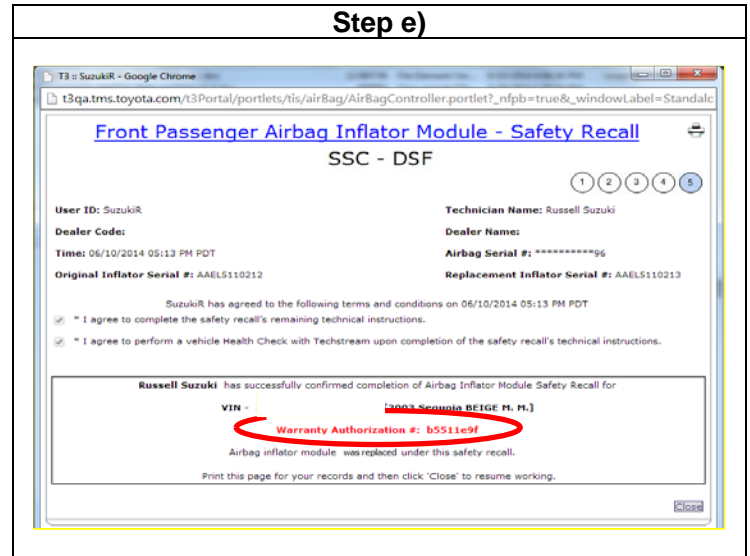 Step e)
T3 :: SuzukiR - Google Chrome
t3qa.tms.toyota.com/t3Portal/portlets/tis/airBag/AirBagController.portlet?_nfpb=true&_windowLabel=Standalc
Front Passenger Airbag Inflator Module - Safety Recall
SSC - DSF
1 2 3 4 5
User ID: SuzukiR Technician Name: Russell Suzuki
Dealer Code: Dealer Name:
Time: 06/10/2014 05:13 PM PDT Airbag Serial #: **********96
Original Inflator Serial #: AAELS110212 Replacement Inflator Serial #: AAELS110213
SuzukiR has agreed to the following terms and conditions on 06/10/2014 05:13 PM PDT
* I agree to complete the safety recall's remaining technical instructions.
* I agree to perform a vehicle Health Check with Techstream upon completion of the safety recall's technical instructions.
Russell Suzuki has successfully confirmed completion of Airbag Inflator Module Safety Recall for
VIN - [2003 Sequoia BEIGE M. M.]
Warranty Authorization #: b5511e9f
Airbag inflator module was replaced under this safety recall.
Print this page for your records and then click 'Close' to resume working.
Close